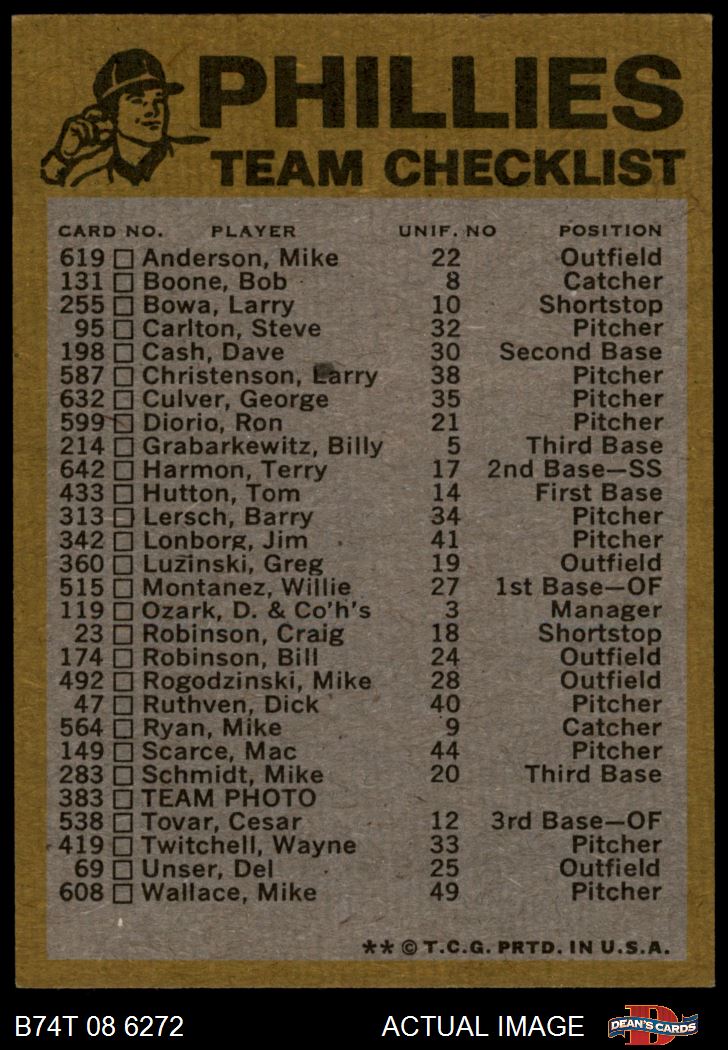 PHILLIES
TEAM CHECKLIST
CARD NO. PLAYER UNIF. NO POSITION
619 Anderson, Mike 22 Outfield
131 Boone, Bob 8 Catcher
255 Bowa, Larry 10 Shortstop
95 Carlton, Steve 32 Pitcher
198 Cash, Dave 30 Second Base
587 Christenson, Larry 38 Pitcher
632 Culver, George 35 Pitcher
599 Diorio, Ron 21 Pitcher
214 Grabarkewitz, Billy 5 Third Base
642 Harmon, Terry 17 2nd Base—SS
433 Hutton, Tom 14 First Base
313 Lersch, Barry 34 Pitcher
342 Lonborg, Jim 41 Pitcher
360 Luzinski, Greg 19 Outfield
515 Montanez, Willie 27 1st Base—OF
119 Ozark, D. & Co'h's 3 Manager
23 Robinson, Craig 18 Shortstop
174 Robinson, Bill 24 Outfield
492 Rogodzinski, Mike 28 Outfield
47 Ruthven, Dick 40 Pitcher
564 Ryan, Mike 9 Catcher
149 Scarce, Mac 44 Pitcher
283 Schmidt, Mike 20 Third Base
383 TEAM PHOTO
538 Tovar, Cesar 12 3rd Base—OF
419 Twitchell, Wayne 33 Pitcher
69 Unser, Del 25 Outfield
608 Wallace, Mike 49 Pitcher
** © T.C.G. PRTD. IN U.S.A.
B74T 08 6272 ACTUAL IMAGE D DEAN'S CARDS